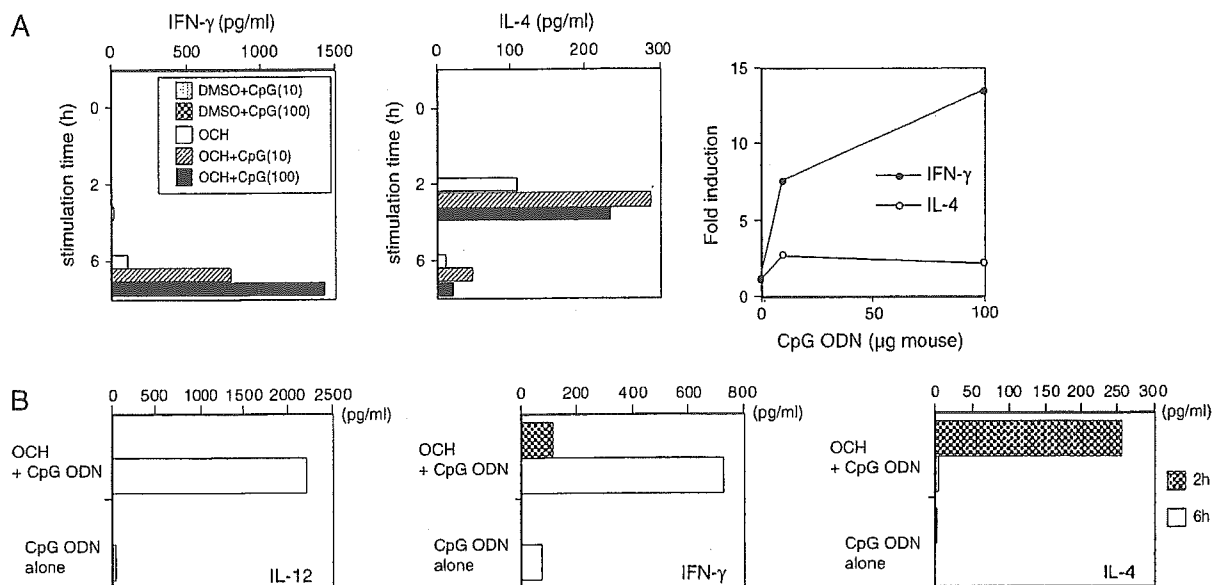 A
IFN-γ (pg/ml)
0 500 1000 1500
stimulation time (h)
0
2
6
DMSO+CpG(10)
DMSO+CpG(100)
OCH
OCH+CpG(10)
OCH+CpG(100)
IL-4 (pg/ml)
0 100 200 300
stimulation time (h)
0
2
6
15
10
5
0
Fold induction
IFN-γ
IL-4
0 50 100
CpG ODN (μg mouse)
B
0 500 1000 1500 2000 2500
(pg/ml)
OCH
+ CpG ODN
CpG ODN
alone
IL-12
0 200 400 600 800
(pg/ml)
OCH
+ CpG ODN
CpG ODN
alone
IFN-γ
0 50 100 150 200 250 300
(pg/ml)
OCH
+ CpG ODN
CpG ODN
alone
IL-4
2h
6h